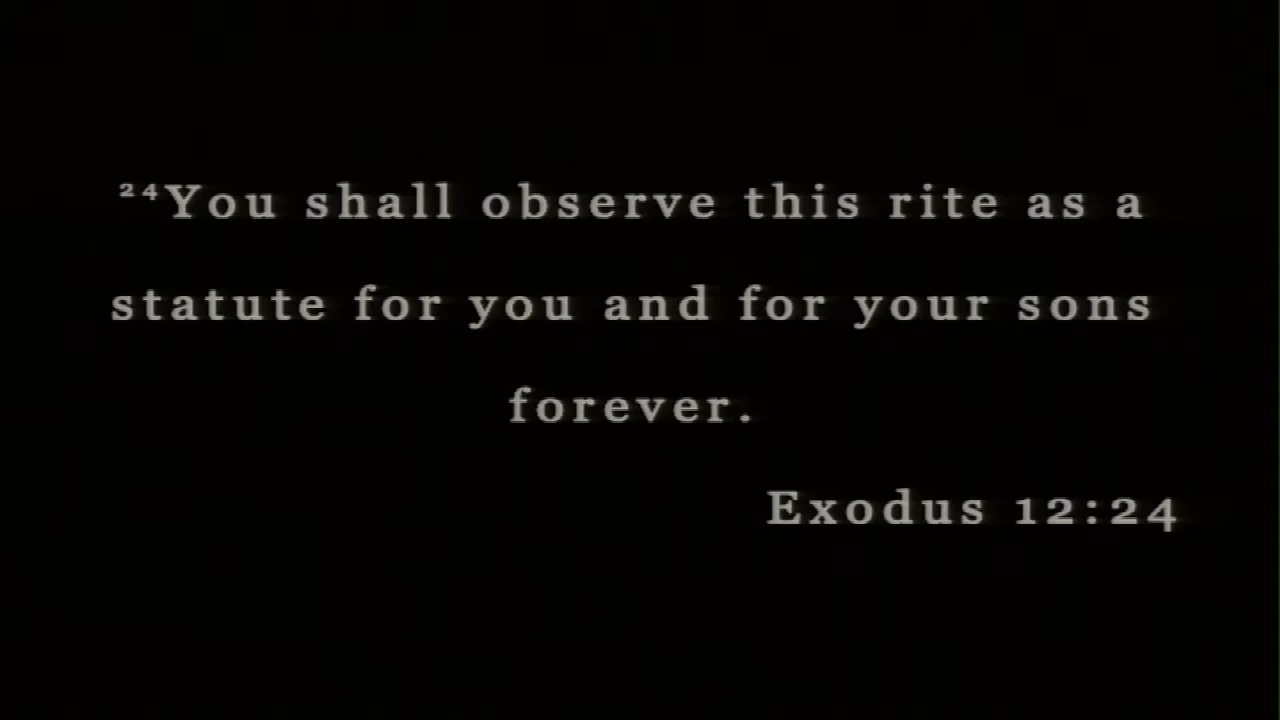 ²⁴You shall observe this rite as a
statute for you and for your sons
forever.
Exodus 12:24